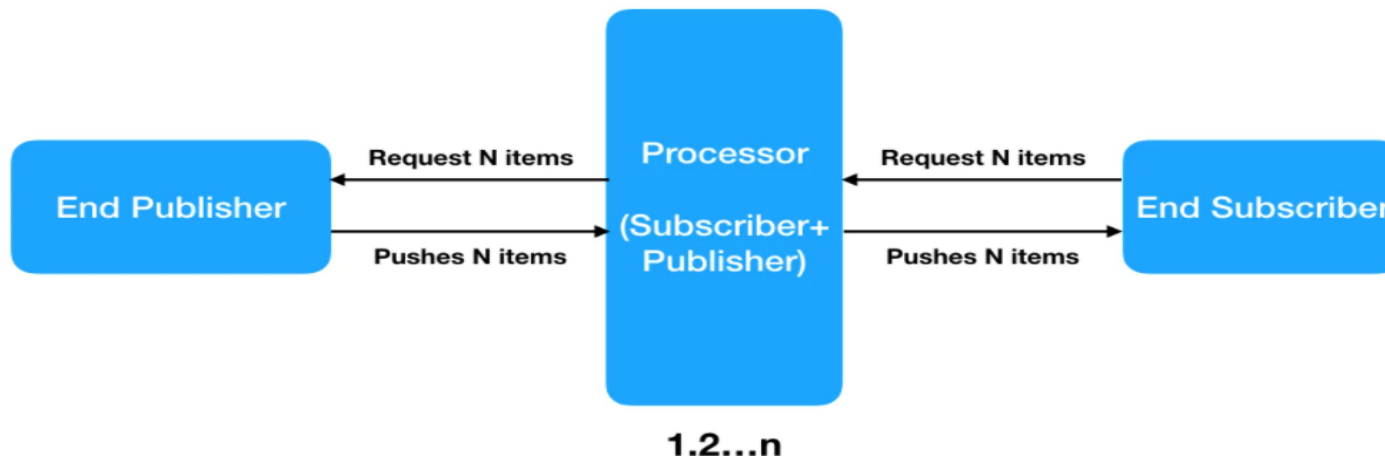 End Publisher
Request N items
Pushes N items
Processor
(Subscriber+
Publisher)
1.2...n
Request N items
Pushes N items
End Subscriber